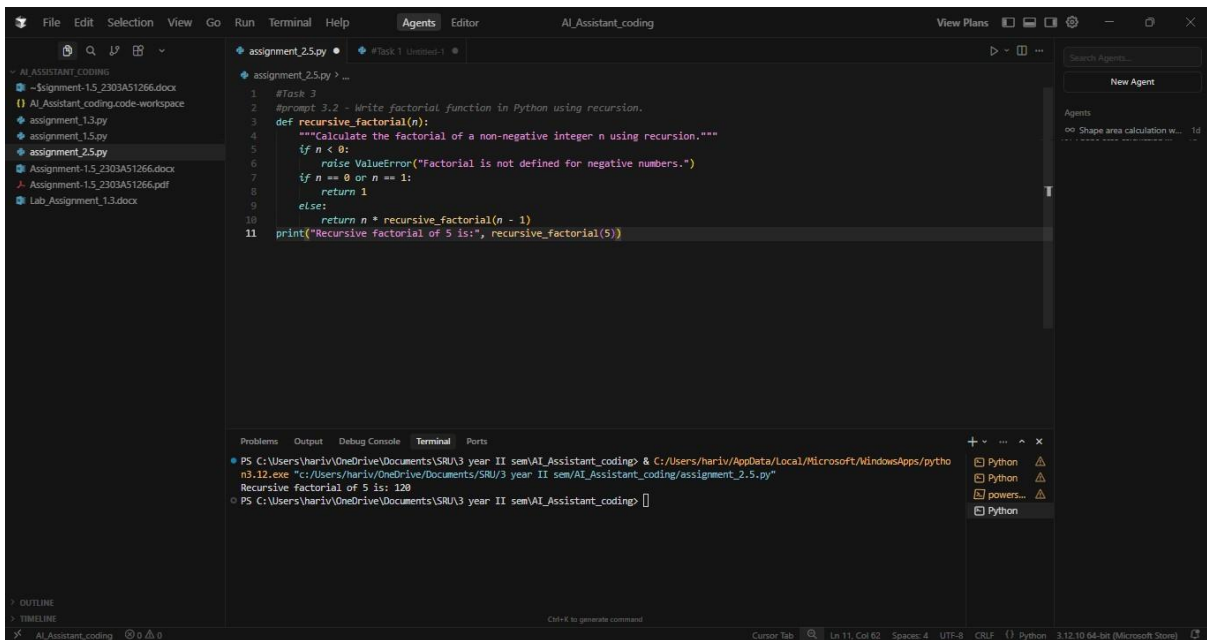 File Edit Selection View Go Run Terminal Help
Agents Editor
AI_Assistant_coding
View Plans
AI_ASSISTANT_CODING
~$signment-1.5_2303A51266.docx
{} AI_Assistant_coding.code-workspace
assignment_1.3.py
assignment_1.5.py
assignment_2.5.py
Assignment-1.5_2303A51266.docx
Assignment-1.5_2303A51266.pdf
Lab_Assignment_1.3.docx
OUTLINE
TIMELINE
assignment_2.5.py ● #Task 1 Untitled-1 ●
assignment_2.5.py > ...
1 #Task 3
2 #prompt 3.2 - Write factorial function in Python using recursion.
3 def recursive_factorial(n):
4 """Calculate the factorial of a non-negative integer n using recursion."""
5 if n < 0:
6 raise ValueError("Factorial is not defined for negative numbers.")
7 if n == 0 or n == 1:
8 return 1
9 else:
10 return n * recursive_factorial(n - 1)
11 print("Recursive factorial of 5 is:", recursive_factorial(5))
Problems Output Debug Console Terminal Ports
PS C:\Users\hariv\OneDrive\Documents\SRU\3 year II sem\AI_Assistant_coding> & C:/Users/hariv/AppData/Local/Microsoft/WindowsApps/pytho
n3.12.exe "c:/Users/hariv/OneDrive/Documents/SRU/3 year II sem/AI_Assistant_coding/assignment_2.5.py"
Recursive factorial of 5 is: 120
PS C:\Users\hariv\OneDrive\Documents\SRU\3 year II sem\AI_Assistant_coding>
Ctrl+K to generate command
Python
Python
powers...
Python
Search Agents...
New Agent
Agents
Shape area calculation w... 1d
AI_Assistant_coding 0 0
Cursor Tab Ln 11, Col 62 Spaces: 4 UTF-8 CRLF {} Python 3.12.10 64-bit (Microsoft Store)